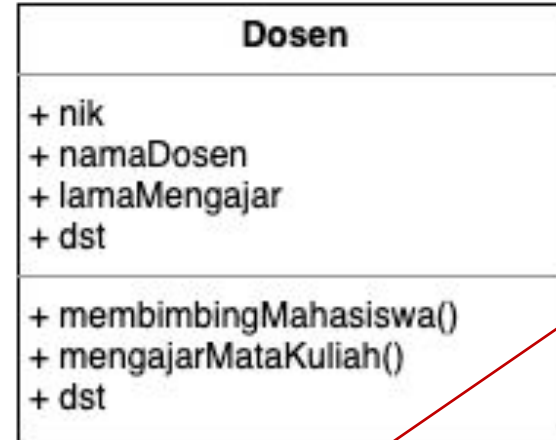 Dosen
+ nik
+ namaDosen
+ lamaMengajar
+ dst
+ membimbingMahasiswa()
+ mengajarMataKuliah()
+ dst